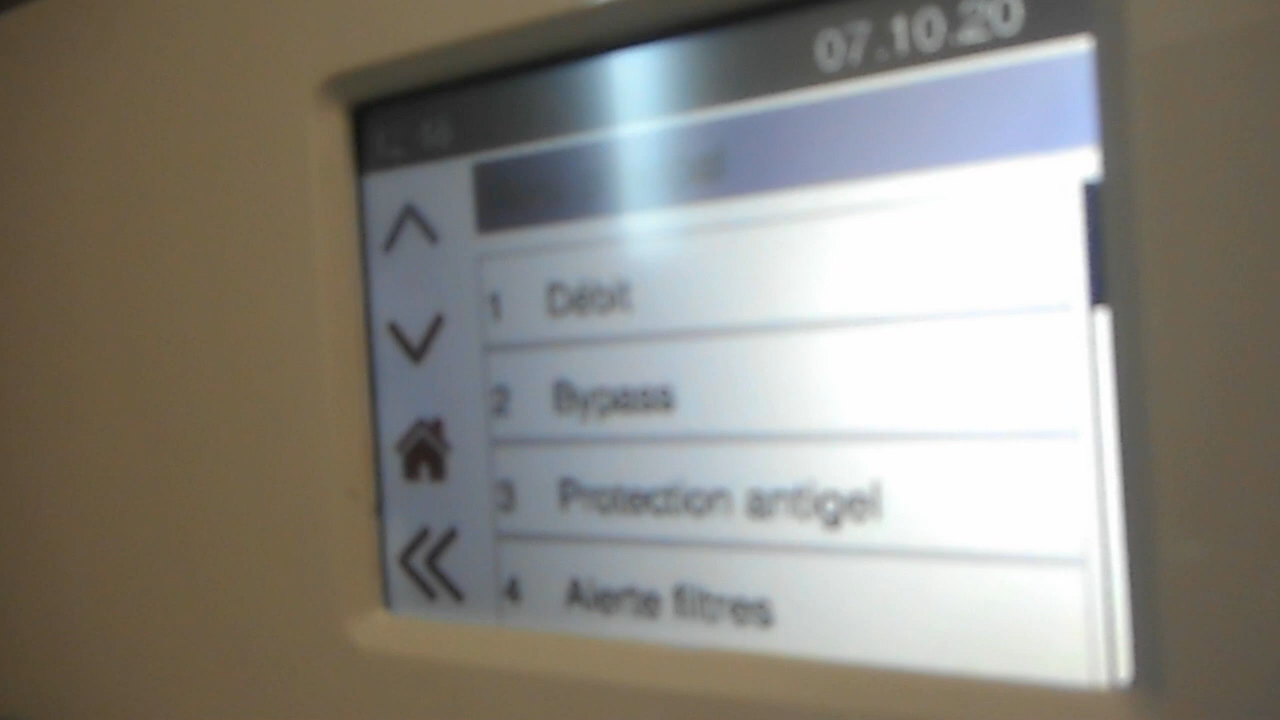 07.10.20
1 Débit
2 Bypass
3 Protection antigel
4 Alerte filtres